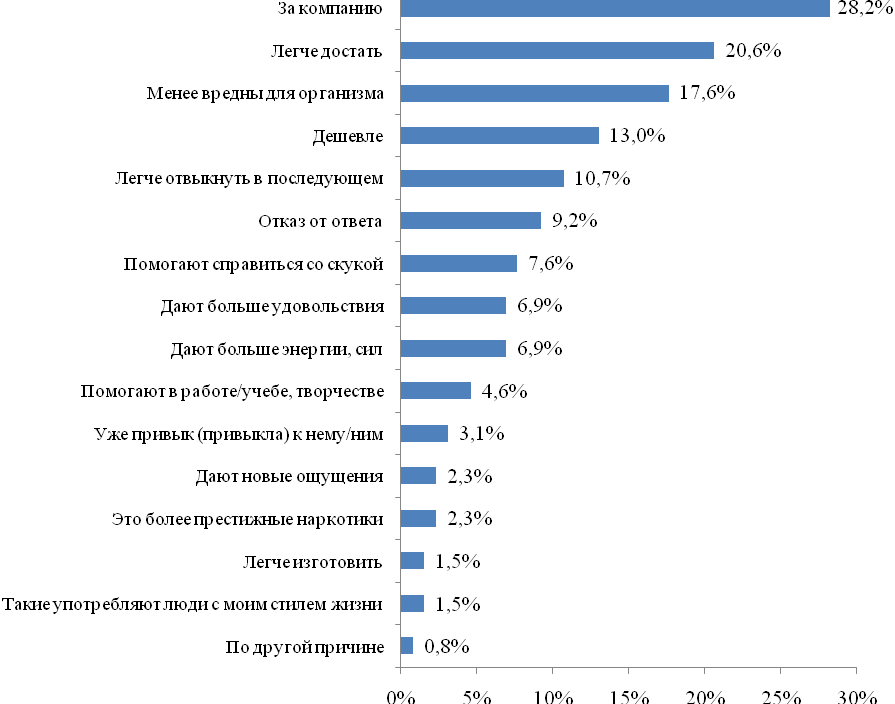 За компанию 28,2%
Легче достать 20,6%
Менее вредны для организма 17,6%
Дешевле 13,0%
Легче отвыкнуть в последующем 10,7%
Отказ от ответа 9,2%
Помогают справиться со скукой 7,6%
Дают больше удовольствия 6,9%
Дают больше энергии, сил 6,9%
Помогают в работе/учебе, творчестве 4,6%
Уже привык (привыкла) к нему/ним 3,1%
Дают новые ощущения 2,3%
Это более престижные наркотики 2,3%
Легче изготовить 1,5%
Такие употребляют люди с моим стилем жизни 1,5%
По другой причине 0,8%
0% 5% 10% 15% 20% 25% 30%